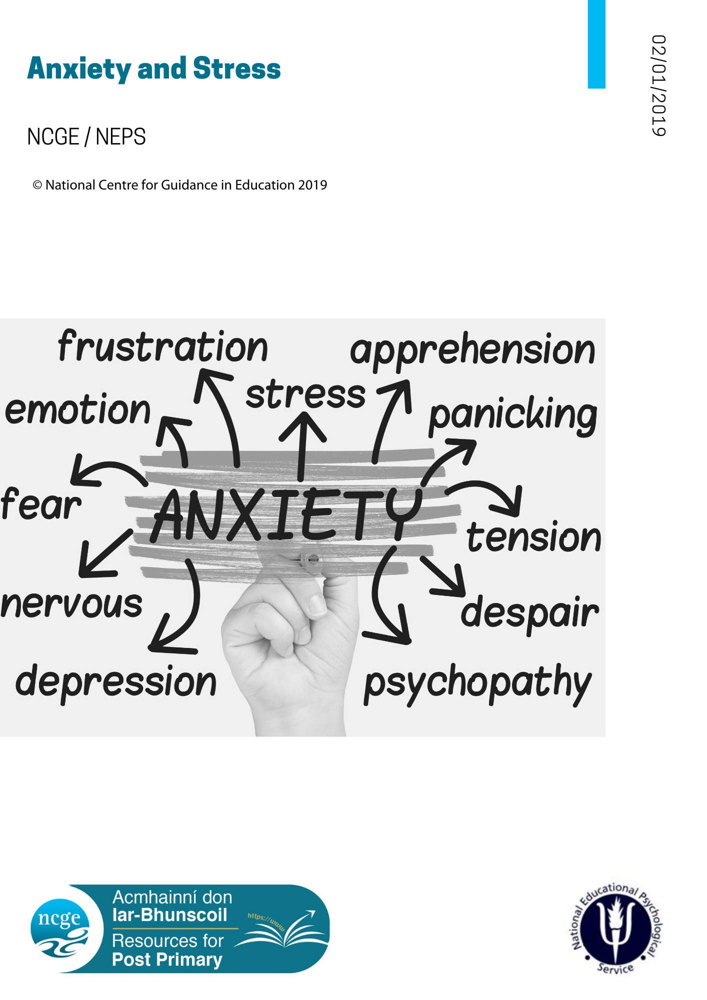 Anxiety and Stress
02/01/2019
NCGE / NEPS
© National Centre for Guidance in Education 2019
frustration
apprehension
stress
emotion
panicking
fear
ANXIETY
tension
nervous
despair
depression
psychopathy
ncge
Acmhainní don
Iar-Bhunscoil
https://www
Resources for
Post Primary
National Educational Psychological
Service